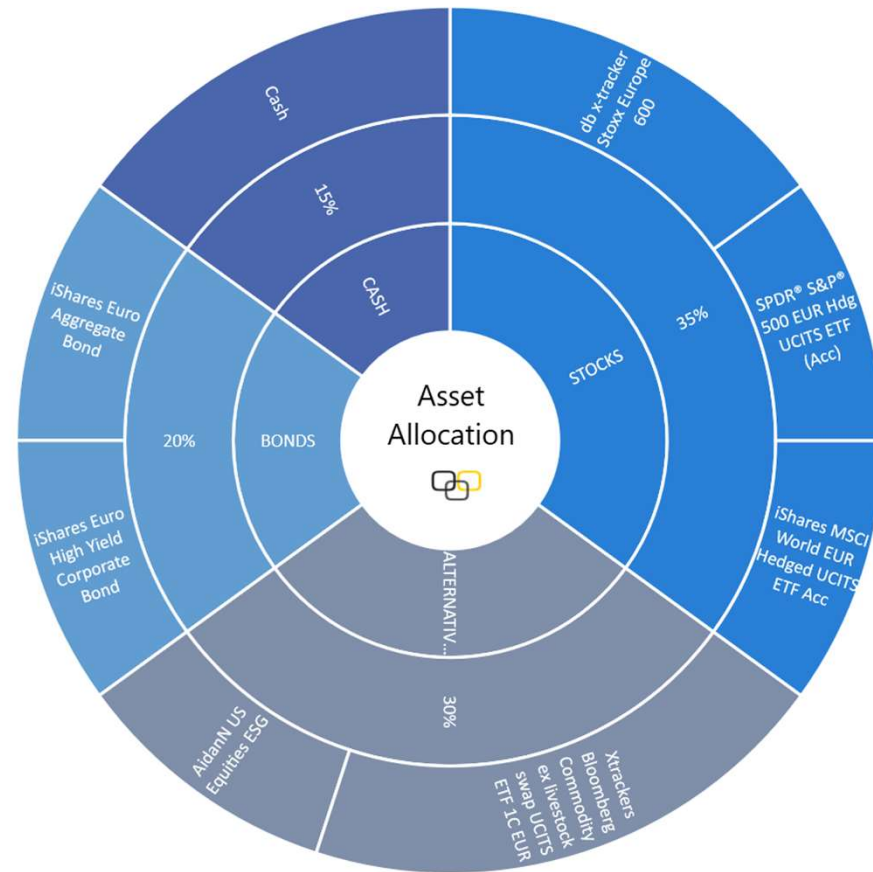 Asset
Allocation
STOCKS
35%
db x-tracker
Stoxx Europe
600
SPDR® S&P®
500 EUR Hdg
UCITS ETF
(Acc)
iShares MSCI
World EUR
Hedged UCITS
ETF Acc
ALTERNATIV...
30%
Xtrackers
Bloomberg
Commodity
ex livestock
swap UCITS
ETF 1C EUR
AidanN US
Equities ESG
BONDS
20%
iShares Euro
High Yield
Corporate
Bond
iShares Euro
Aggregate
Bond
CASH
15%
Cash